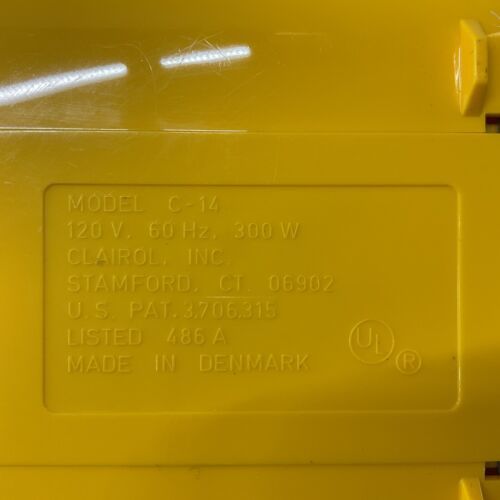 MODEL C-14
120 V. 60 Hz. 300 W
CLAIROL, INC.
STAMFORD, CT. 06902
U.S. PAT. 3,706,315
LISTED 486 A
MADE IN DENMARK
UL ®